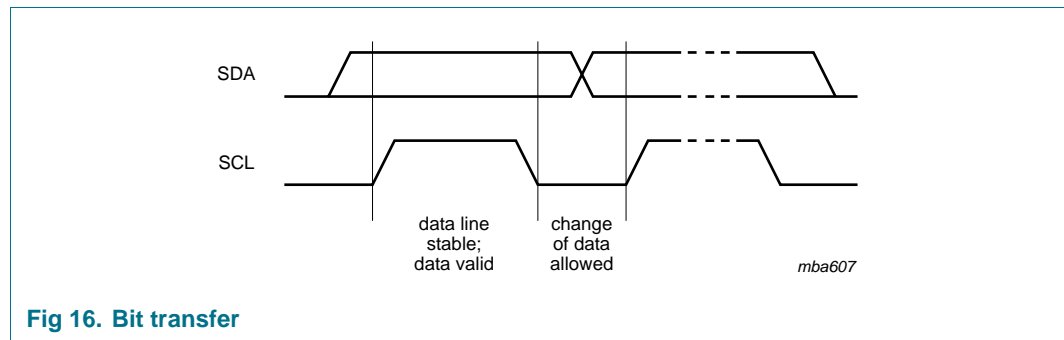 SDA
SCL
data line
stable;
data valid
change
of data
allowed
mba607
Fig 16. Bit transfer